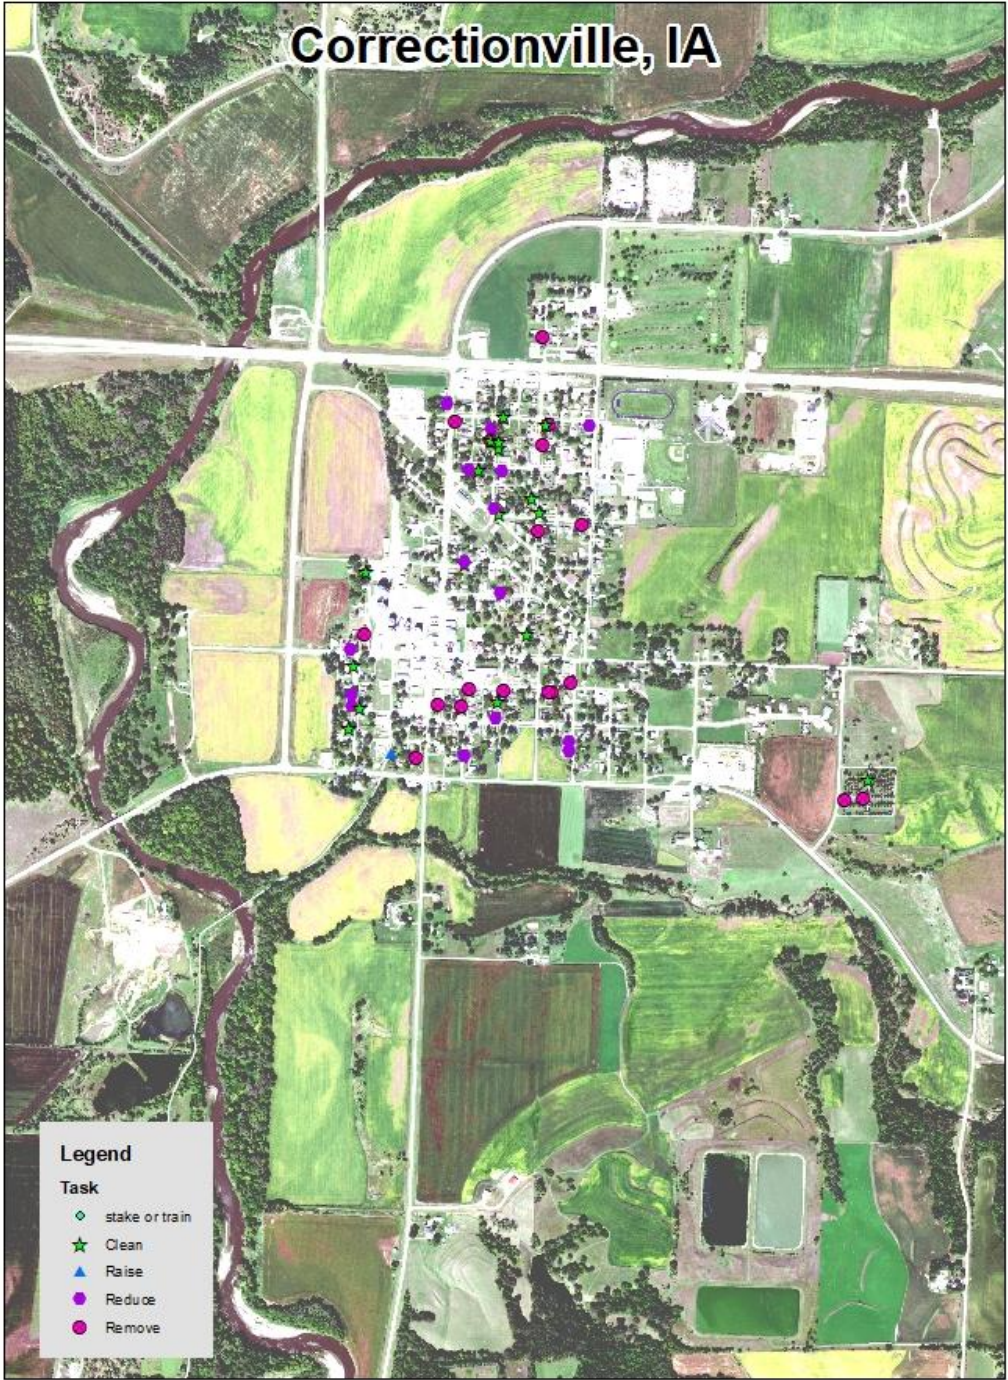 Correctionville, IA
Legend
Task
stake or train
Clean
Raise
Reduce
Remove